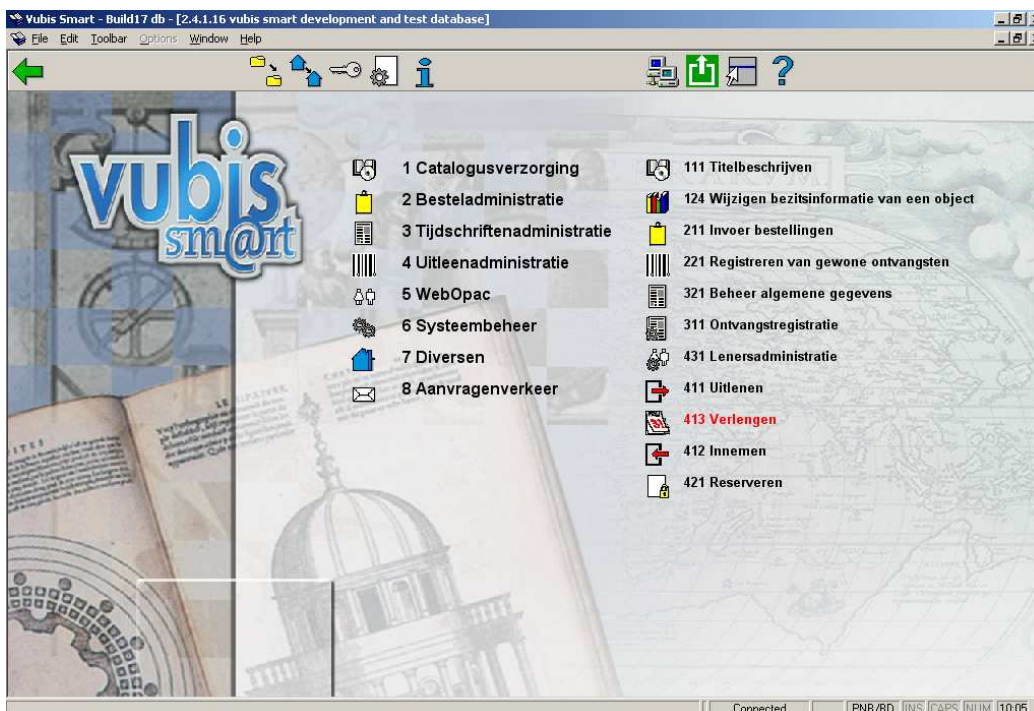 Vubis Smart - Build17 db - [2.4.1.16 vubis smart development and test database]
File Edit Toolbar Options Window Help
vubis
sm@rt
1 Catalogusverzorging
2 Besteladministratie
3 Tijdschriftenadministratie
4 Uitleenadministratie
5 WebOpac
6 Systeembeheer
7 Diversen
8 Aanvragenverkeer
111 Titelbeschrijven
124 Wijzigen bezitsinformatie van een object
211 Invoer bestellingen
221 Registreren van gewone ontvangsten
321 Beheer algemene gegevens
311 Ontvangstregistratie
431 Lenersadministratie
411 Uitlenen
413 Verlengen
412 Innemen
421 Reserveren
Connected PNB/BD INS CAPS NUM 10:05